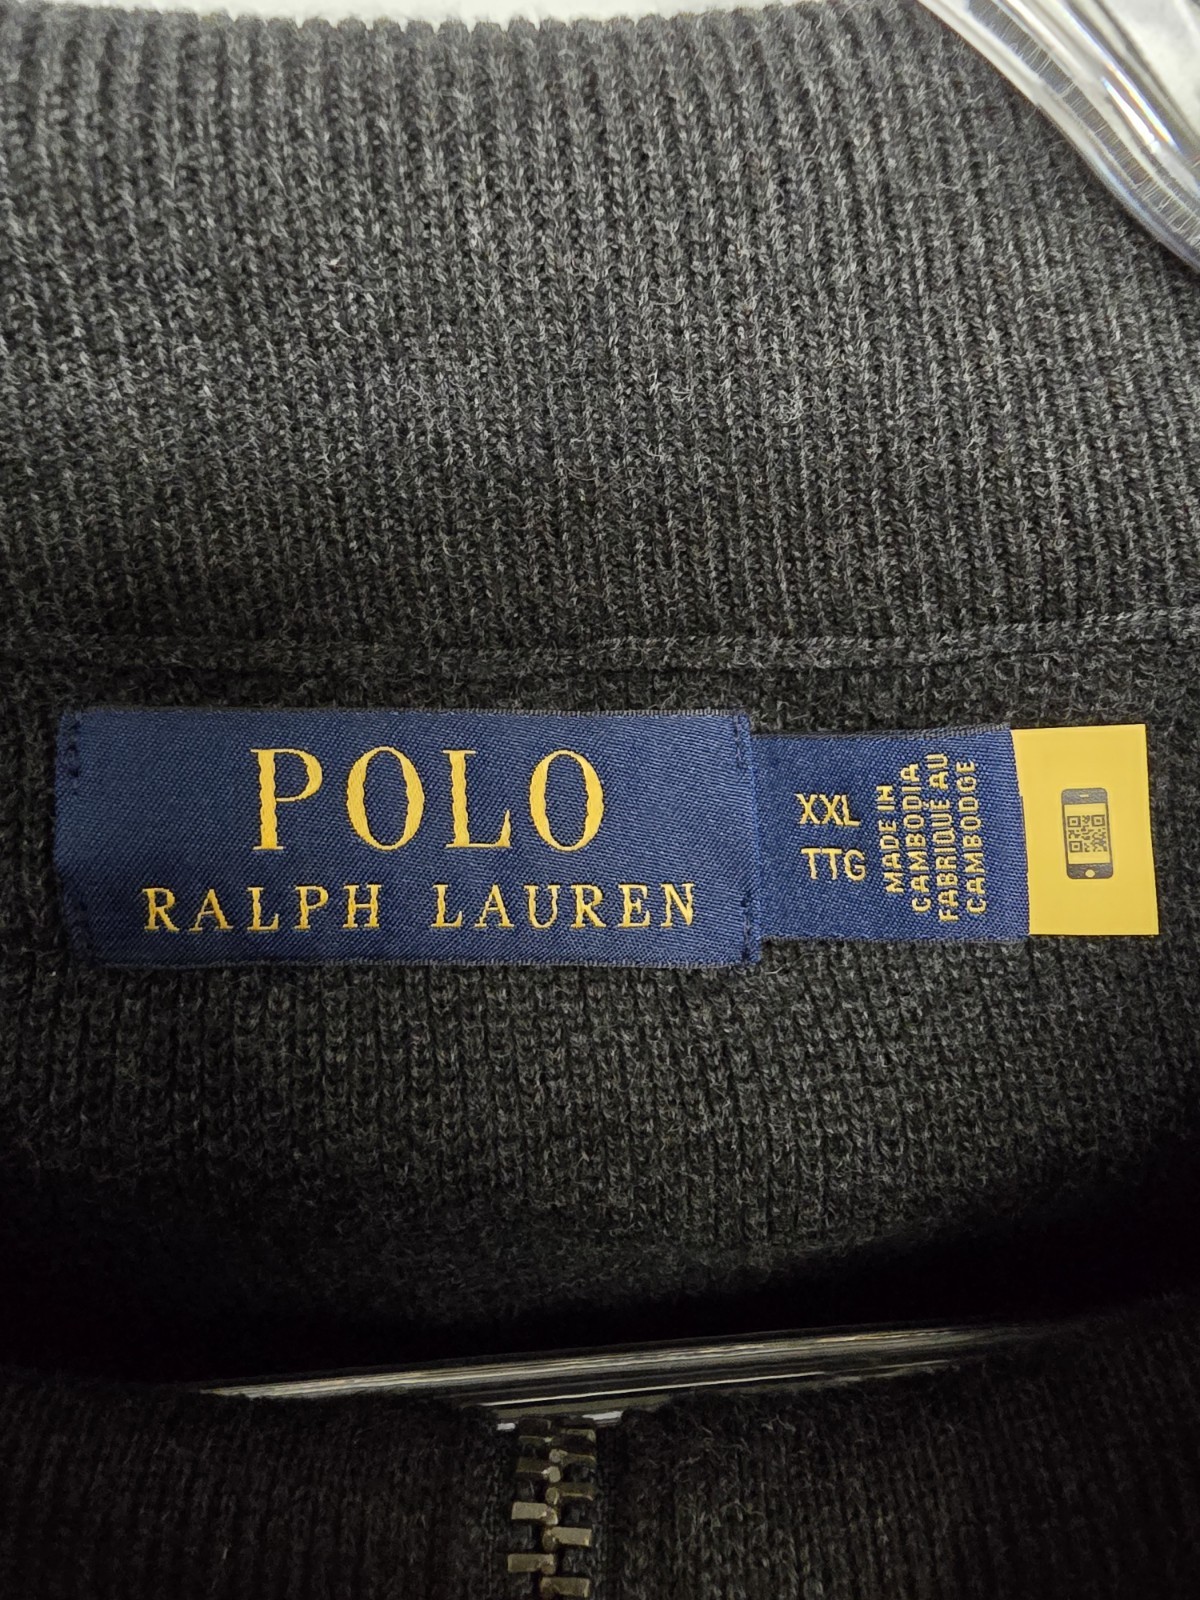 POLO
RALPH LAUREN
XXL
TTG
MADE IN
CAMBODIA
FABRIQUÉ AU
CAMBODGE